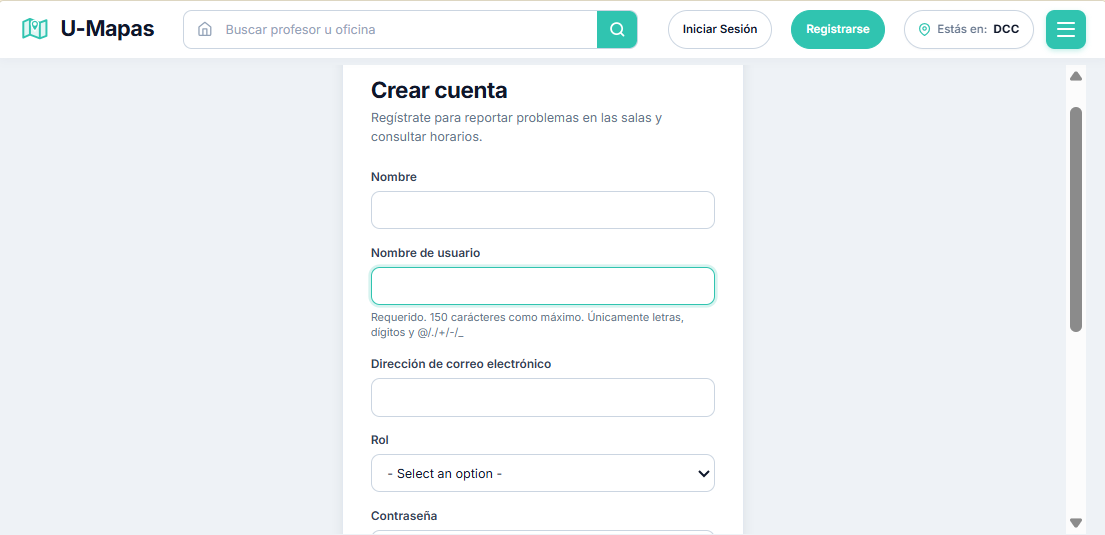 U-Mapas
Buscar profesor u oficina
Iniciar Sesión
Registrarse
Estás en: DCC
Crear cuenta
Regístrate para reportar problemas en las salas y
consultar horarios.
Nombre
Nombre de usuario
Requerido. 150 carácteres como máximo. Únicamente letras,
dígitos y @/./+/-/_
Dirección de correo electrónico
Rol
- Select an option -
Contraseña